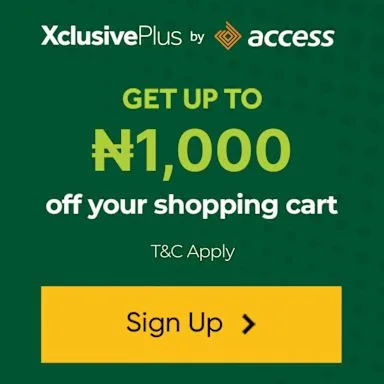 XclusivePlus by access
GET UP TO
₦1,000
off your shopping cart
T&C Apply
Sign Up